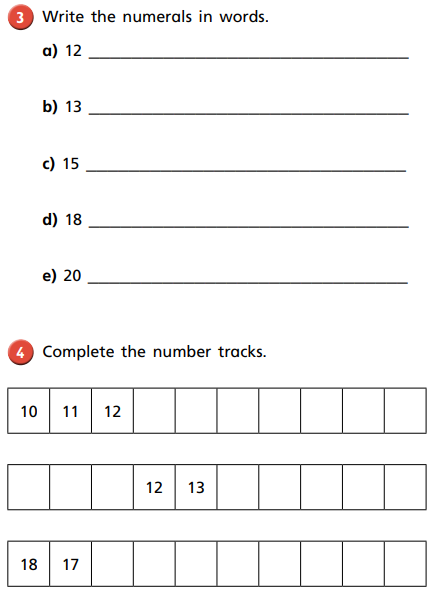 3 Write the numerals in words.
a) 12
b) 13
c) 15
d) 18
e) 20
4 Complete the number tracks.
10 11 12
12 13
18 17